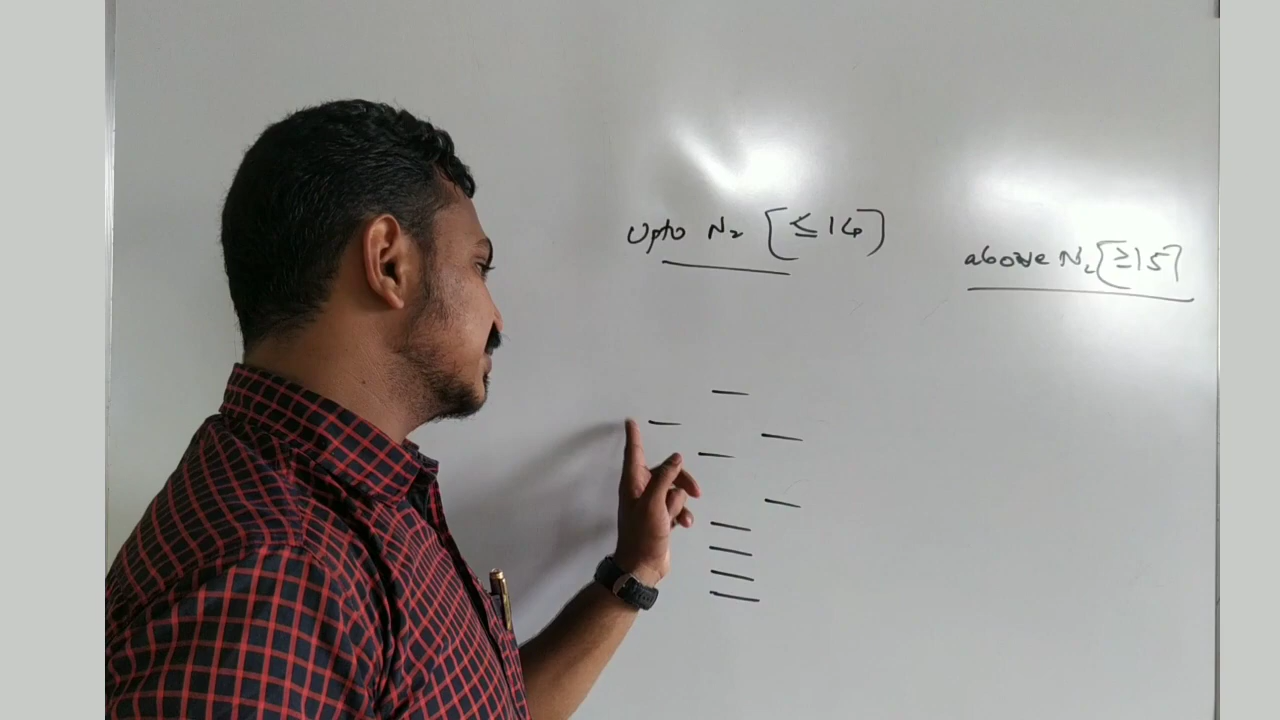 Upto N₂ [≤ 14]
above N₂ [≥15]